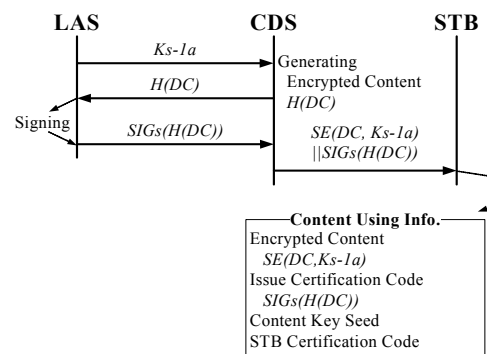 LAS CDS STB
Ks-1a
Generating
Encrypted Content
H(DC)
H(DC)
Signing
SIGs(H(DC))
SE(DC, Ks-1a)
||SIGs(H(DC))
Content Using Info.
Encrypted Content
SE(DC,Ks-1a)
Issue Certification Code
SIGs(H(DC))
Content Key Seed
STB Certification Code